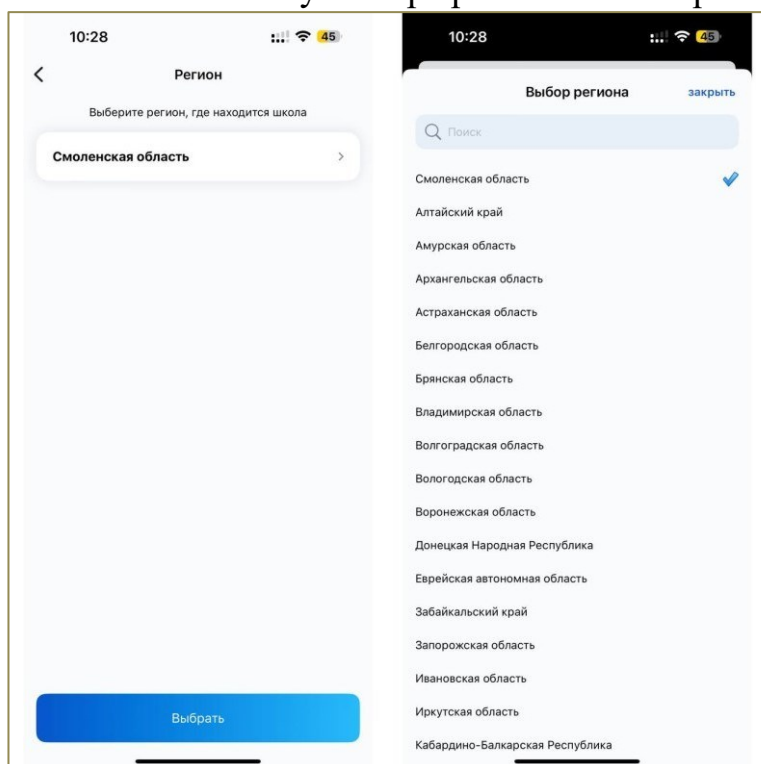 10:28
45
Регион
Выберите регион, где находится школа
Смоленская область
Выбрать
10:28
45
Выбор региона
закрыть
Поиск
Смоленская область
Алтайский край
Амурская область
Архангельская область
Астраханская область
Белгородская область
Брянская область
Владимирская область
Волгоградская область
Вологодская область
Воронежская область
Донецкая Народная Республика
Еврейская автономная область
Забайкальский край
Запорожская область
Ивановская область
Иркутская область
Кабардино-Балкарская Республика